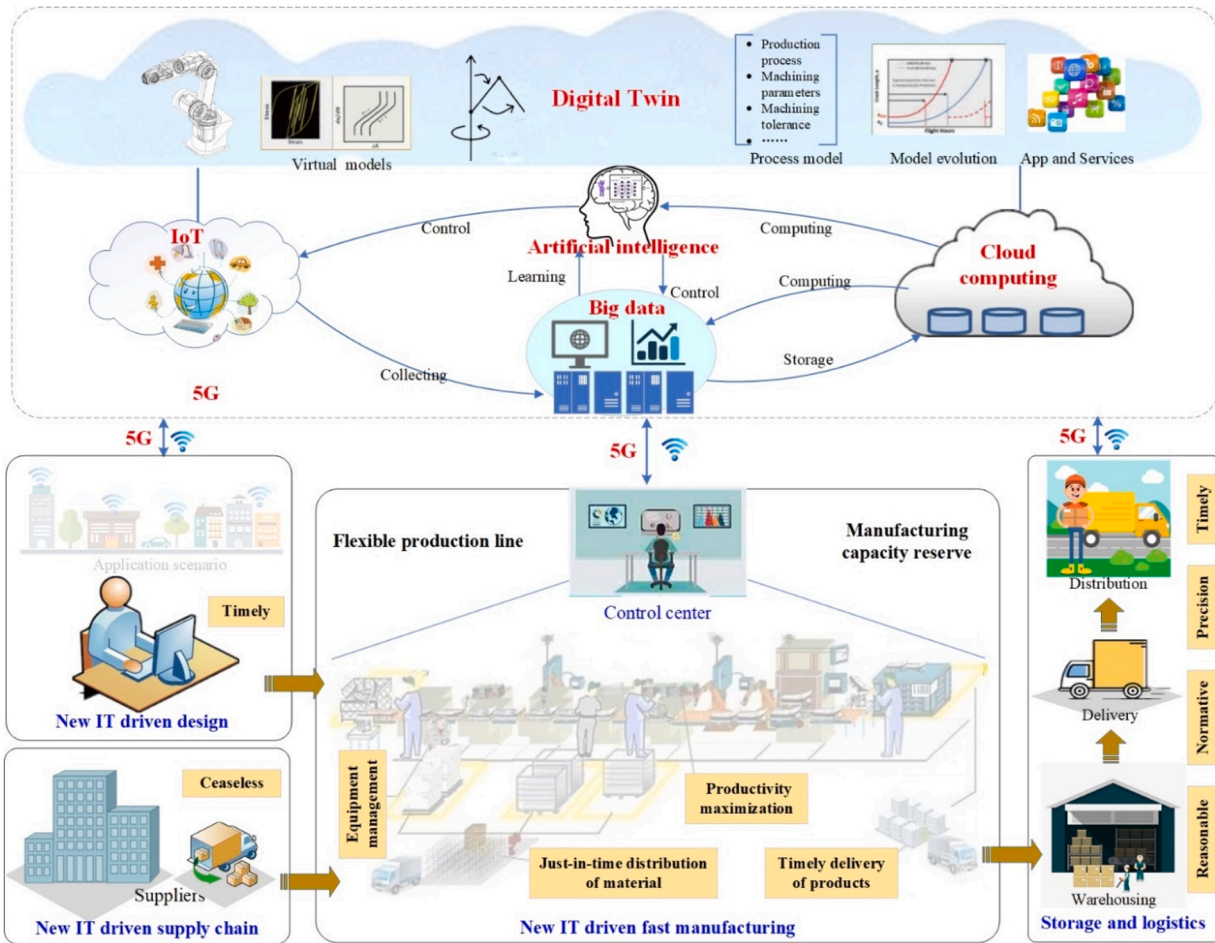 Digital Twin
Virtual models
Production
process
Machining
parameters
Machining
tolerance
······
Process model
Flight Hours
Model evolution
App and Services
IoT
Control
Artificial intelligence
Computing
Cloud
computing
Learning
Control
Computing
Big data
Collecting
Storage
5G
5G
5G
5G
Application scenario
Timely
New IT driven design
Ceaseless
Suppliers
New IT driven supply chain
Flexible production line
Manufacturing
capacity reserve
Control center
Equipment
management
Productivity
maximization
Just-in-time distribution
of material
Timely delivery
of products
New IT driven fast manufacturing
Distribution
Delivery
Warehousing
Timely
Precision
Normative
Reasonable
Storage and logistics